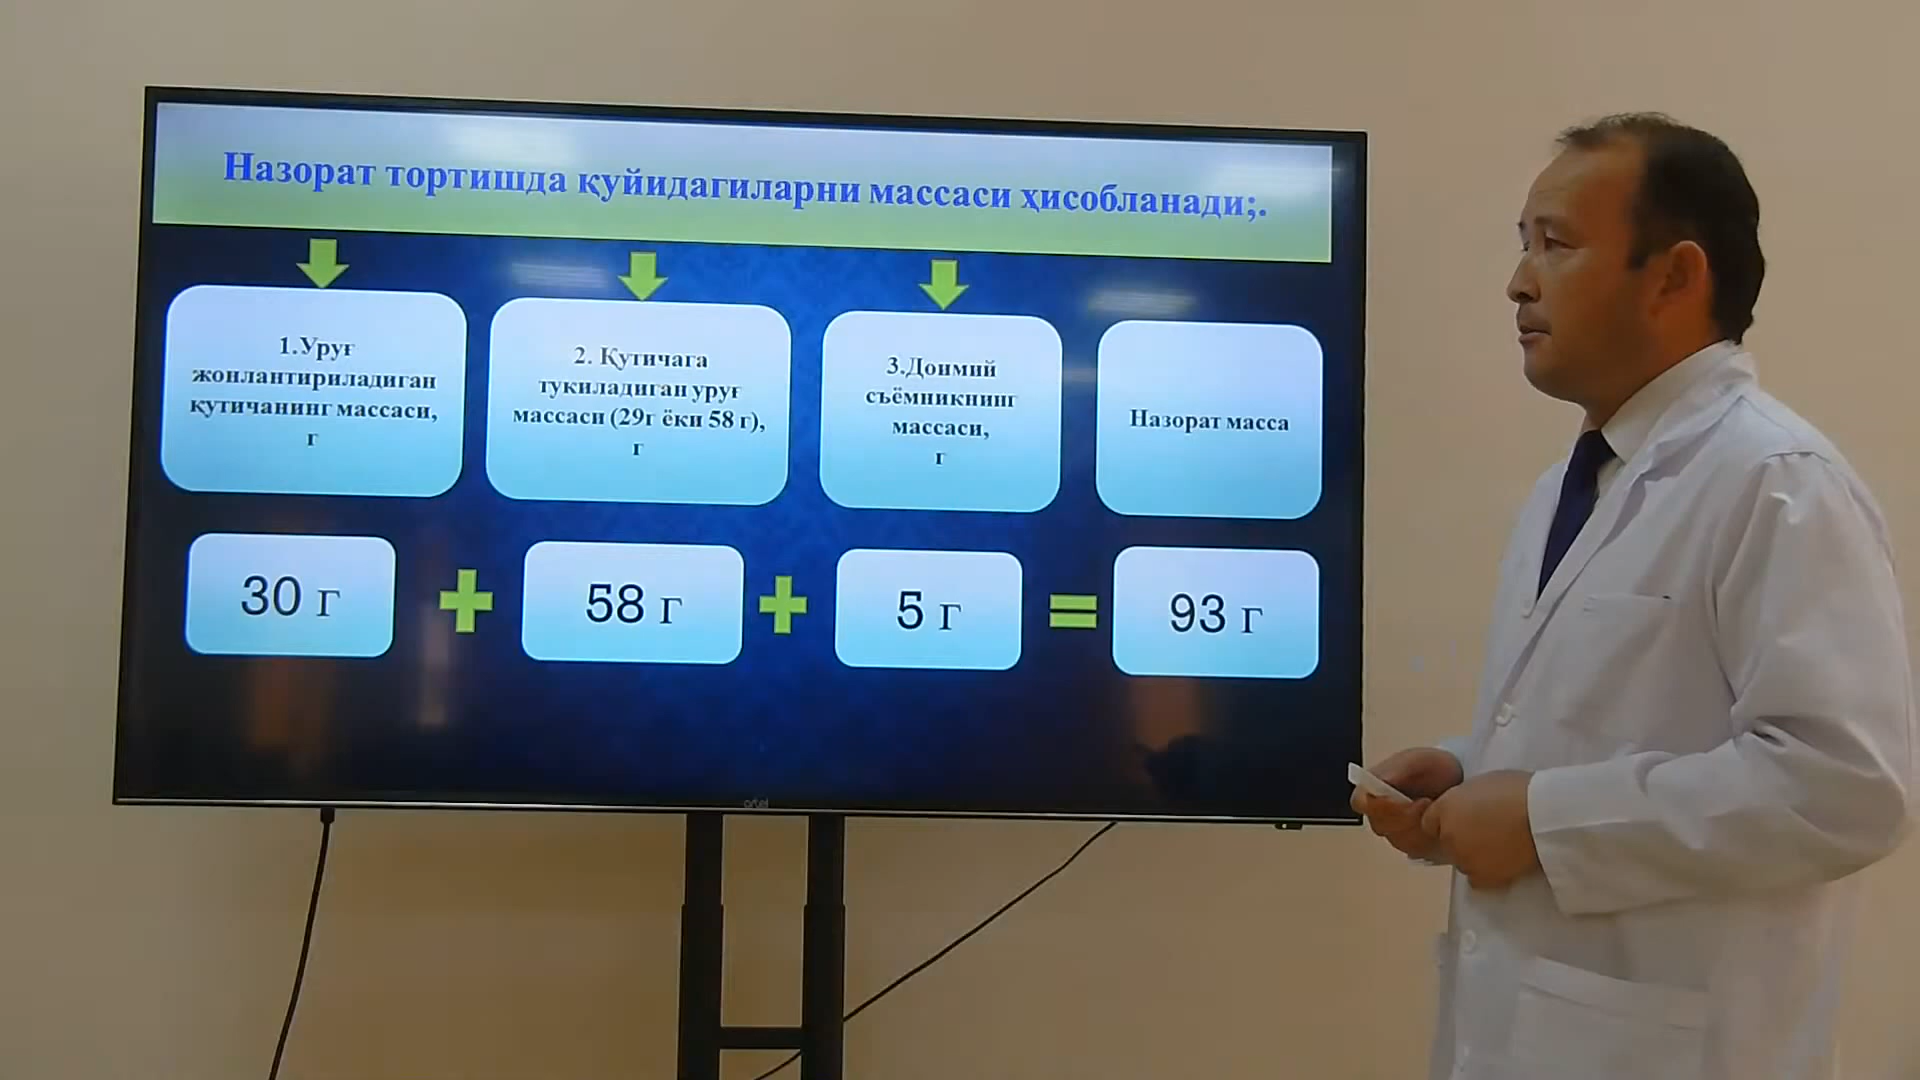 Назорат тортишда қуйидагиларни массаси ҳисобланади;.
1.Уруғ
жонлантириладиган
қутичанинг массаси,
г
2. Қутичага
тукиладиган уруғ
массаси (29г ёки 58 г),
г
3.Доимий
съёмникнинг
массаси,
г
Назорат масса
30 г + 58 г + 5 г = 93 г
artel